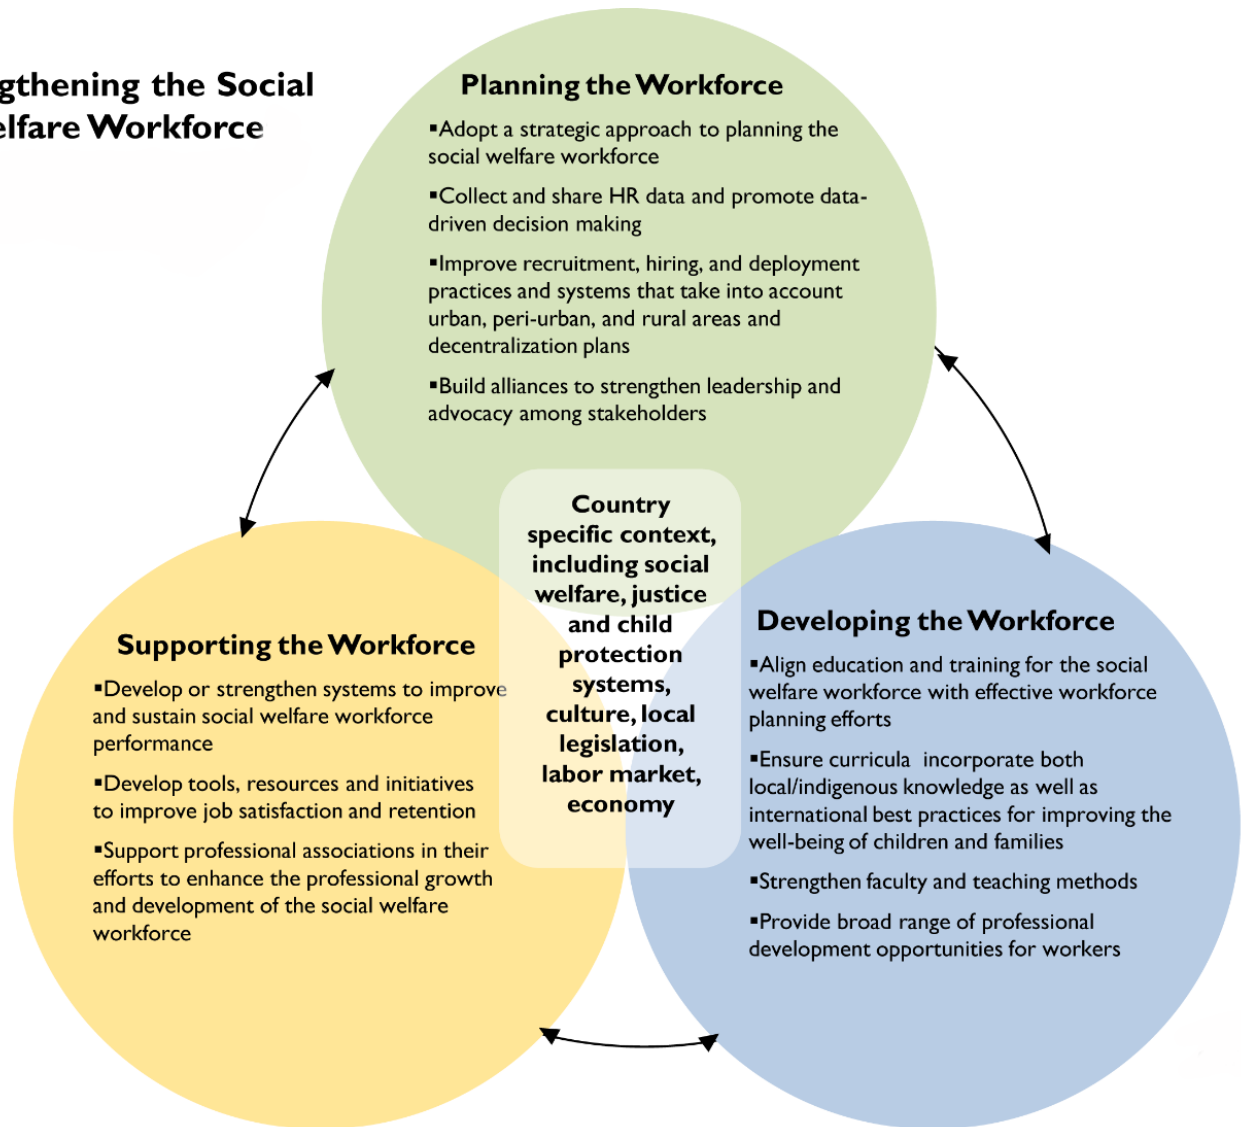 gthening the Social
elfare Workforce
Planning the Workforce
▪Adopt a strategic approach to planning the
social welfare workforce
▪Collect and share HR data and promote data-
driven decision making
▪Improve recruitment, hiring, and deployment
practices and systems that take into account
urban, peri-urban, and rural areas and
decentralization plans
▪Build alliances to strengthen leadership and
advocacy among stakeholders
Country
specific context,
including social
welfare, justice
and child
protection
systems,
culture, local
legislation,
labor market,
economy
Supporting the Workforce
▪Develop or strengthen systems to improve
and sustain social welfare workforce
performance
▪Develop tools, resources and initiatives
to improve job satisfaction and retention
▪Support professional associations in their
efforts to enhance the professional growth
and development of the social welfare
workforce
Developing the Workforce
▪Align education and training for the social
welfare workforce with effective workforce
planning efforts
▪Ensure curricula  incorporate both
local/indigenous knowledge as well as
international best practices for improving the
well-being of children and families
▪Strengthen faculty and teaching methods
▪Provide broad range of professional
development opportunities for workers